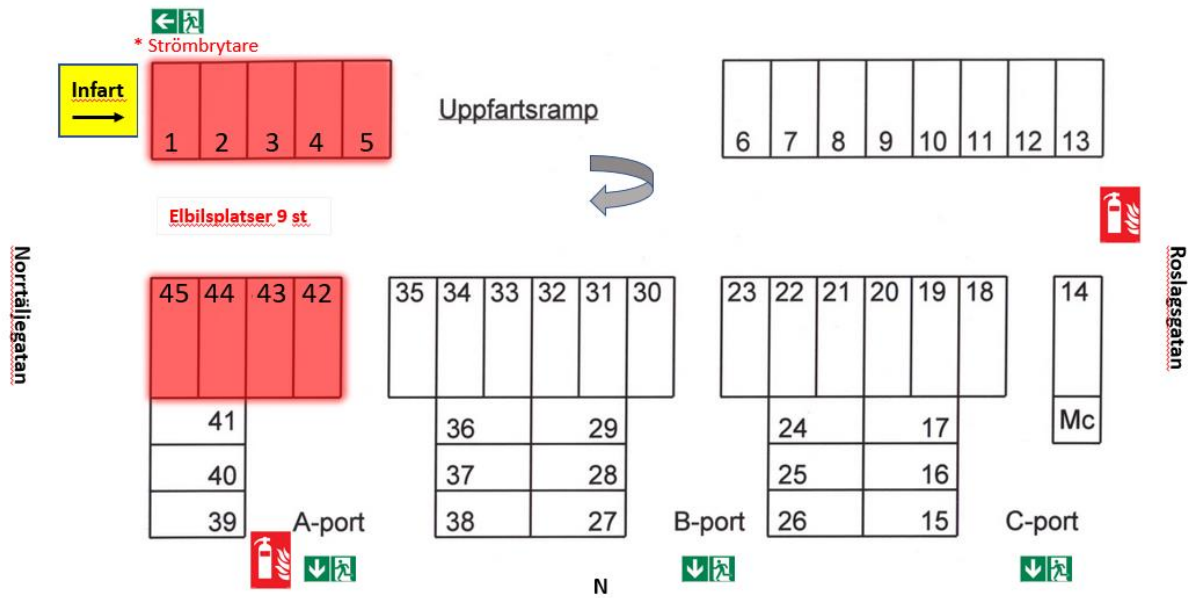 * Strömbrytare
Infart
1 2 3 4 5
Uppfartsramp
6 7 8 9 10 11 12 13
Elbilsplatser 9 st
Norrtäljegatan
Roslagsgatan
45 44 43 42
35 34 33 32 31 30
23 22 21 20 19 18
14
41
36 29
24 17
Mc
40
37 28
25 16
39
A-port
38 27
B-port
26 15
C-port
N